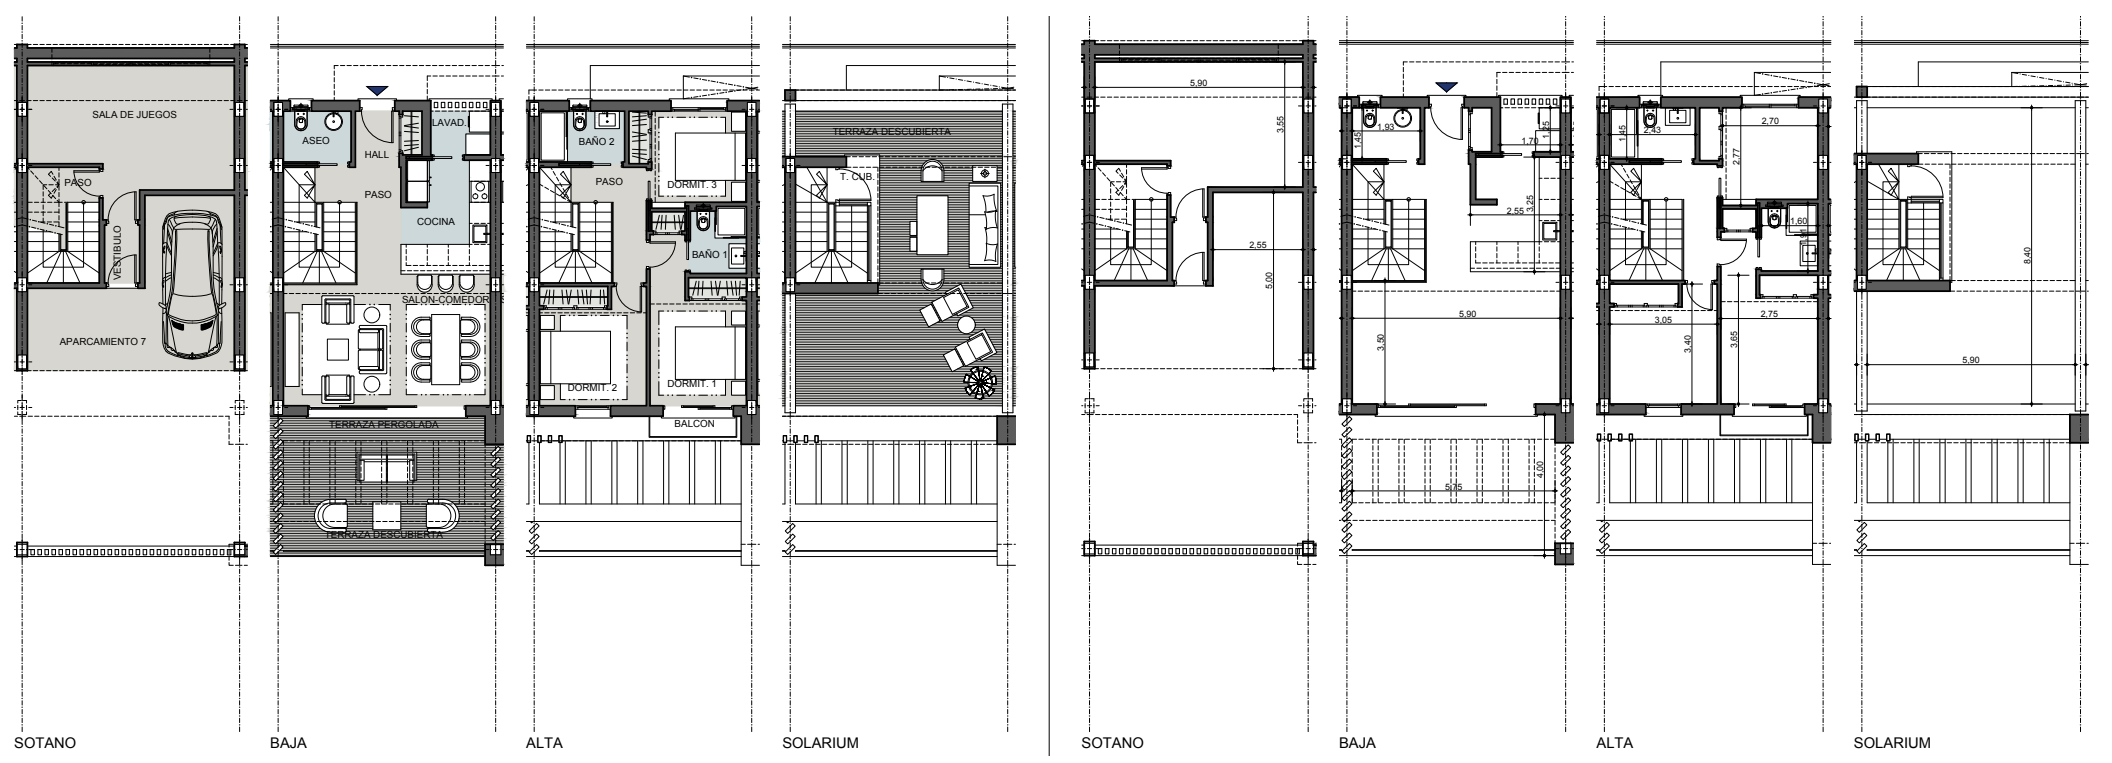 SALA DE JUEGOS
PASO
VESTIBULO
APARCAMIENTO 7
SOTANO
ASEO
HALL
LAVAD.
PASO
COCINA
SALON-COMEDOR
TERRAZA PERGOLADA
TERRAZA DESCUBIERTA
BAJA
BAÑO 2
PASO
DORMIT. 3
BAÑO 1
DORMIT. 2
DORMIT. 1
BALCON
ALTA
TERRAZA DESCUBIERTA
T. CUB.
SOLARIUM
5,90
3,55
2,55
5,00
SOTANO
1,93
1,45
1,70
1,25
3,25
2,55
5,90
3,50
5,75
4,00
BAJA
1,45
2,43
2,70
2,77
1,60
3,05
3,40
3,65
2,75
ALTA
8,40
5,90
SOLARIUM